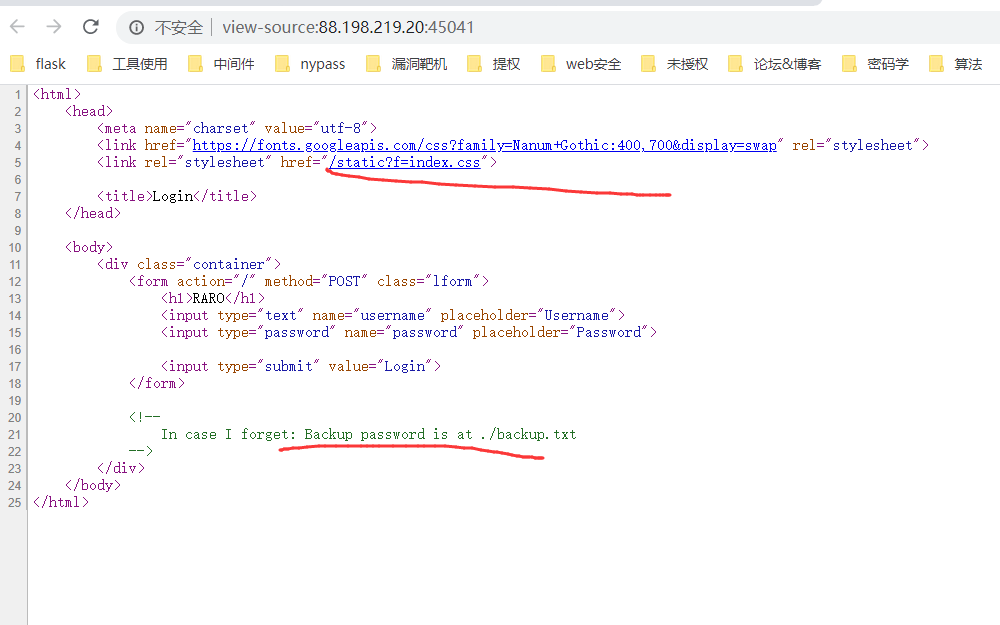 不安全 view-source:88.198.219.20:45041
flask 工具使用 中间件 nypass 漏洞靶机 提权 web安全 未授权 论坛&博客 密码学 算法
1 <html>
2 <head>
3 <meta name="charset" value="utf-8">
4 <link href="https://fonts.googleapis.com/css?family=Nanum+Gothic:400,700&display=swap" rel="stylesheet">
5 <link rel="stylesheet" href="/static?f=index.css">
6
7 <title>Login</title>
8 </head>
9
10 <body>
11 <div class="container">
12 <form action="/" method="POST" class="lform">
13 <h1>RARO</h1>
14 <input type="text" name="username" placeholder="Username">
15 <input type="password" name="password" placeholder="Password">
16
17 <input type="submit" value="Login">
18 </form>
19
20 <!--
21 In case I forget: Backup password is at ./backup.txt
22 -->
23 </div>
24 </body>
25 </html>